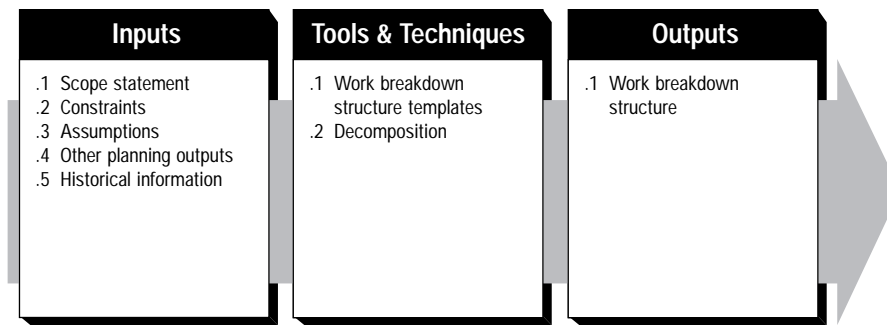 Inputs
.1 Scope statement
.2 Constraints
.3 Assumptions
.4 Other planning outputs
.5 Historical information
Tools & Techniques
.1 Work breakdown
structure templates
.2 Decomposition
Outputs
.1 Work breakdown
structure